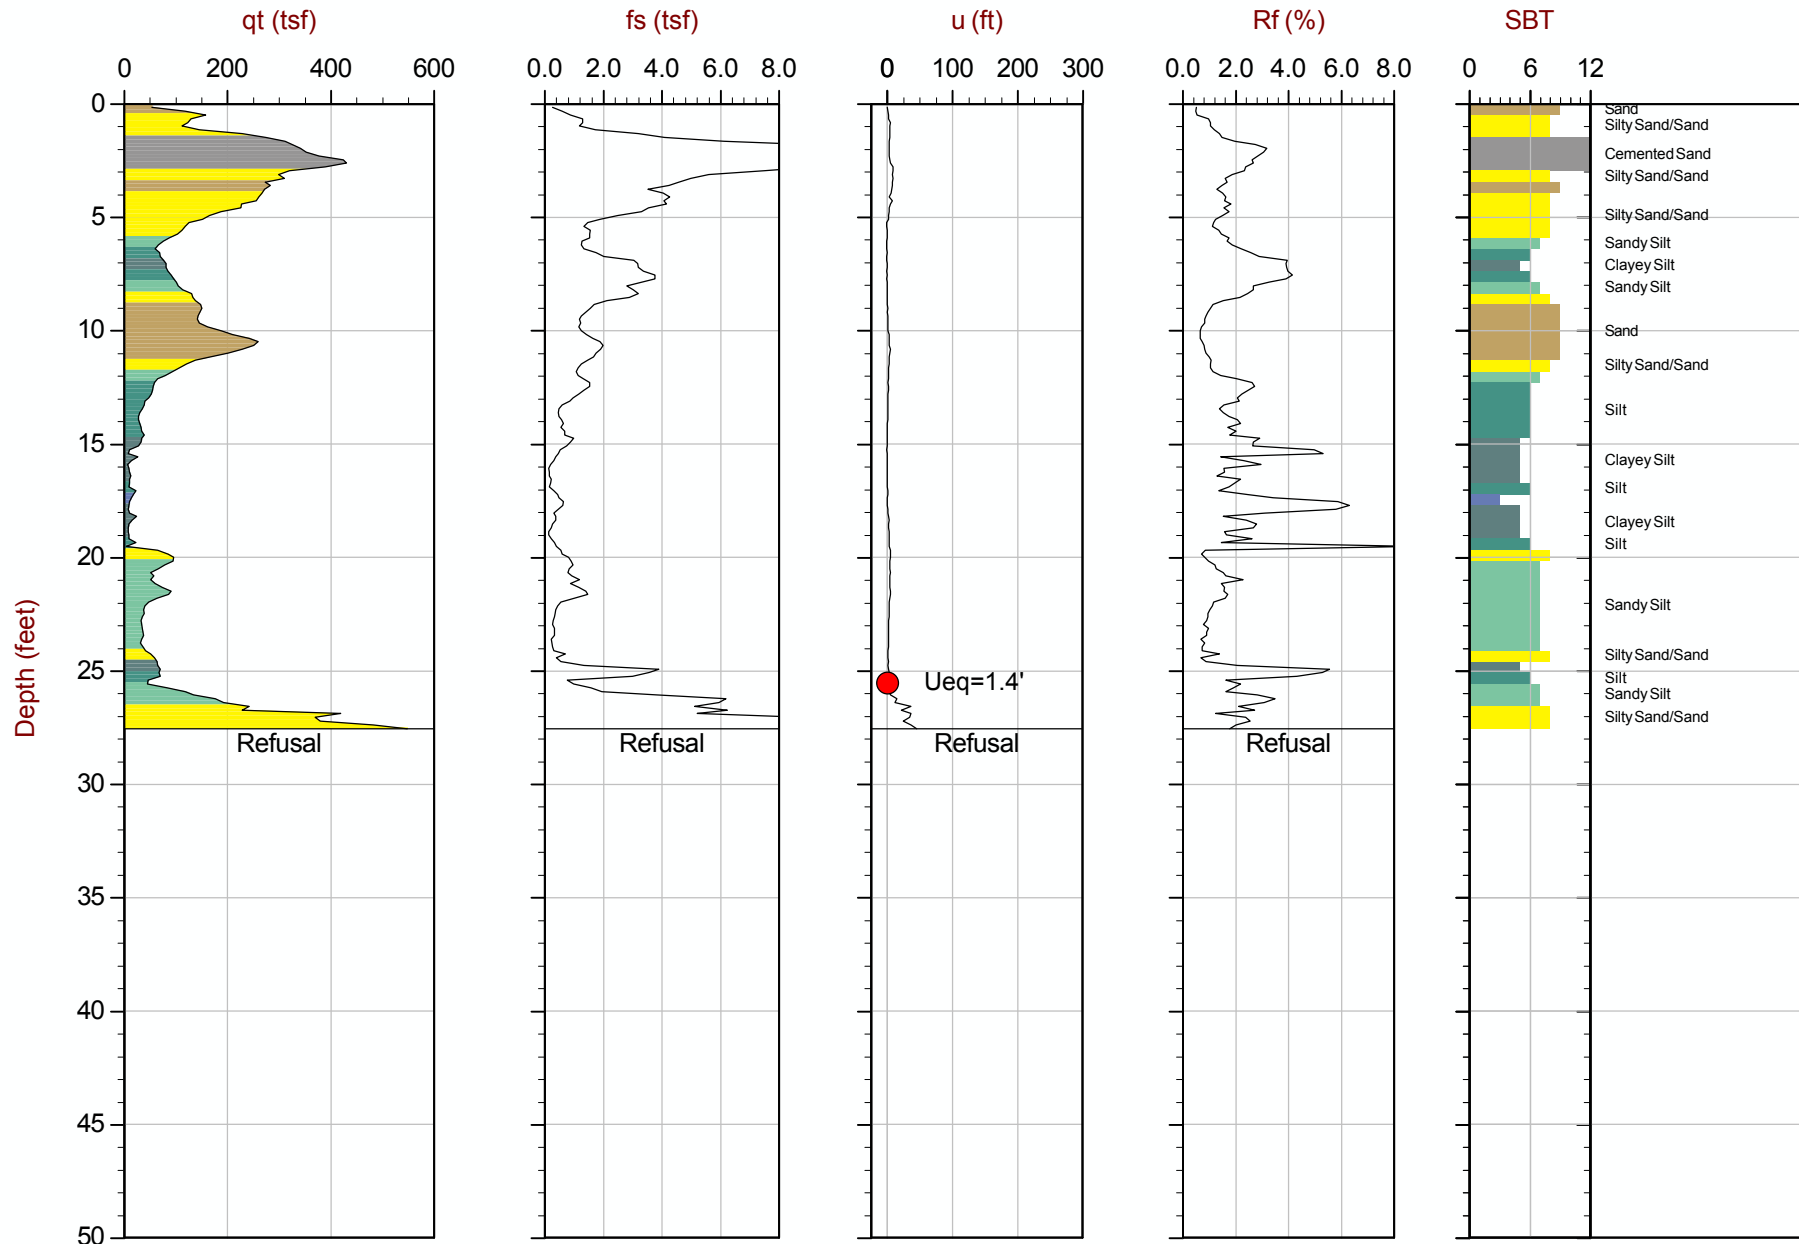 qt (tsf) fs (tsf) u (ft) Rf (%) SBT
0 200 400 600 0.0 2.0 4.0 6.0 8.0 0 100 200 300 0.0 2.0 4.0 6.0 8.0 0 6 12
0
Sand
Silty Sand/Sand
Cemented Sand
Silty Sand/Sand
5
Silty Sand/Sand
Sandy Silt
Clayey Silt
Sandy Silt
10
Sand
Silty Sand/Sand
Silt
15
Clayey Silt
Silt
Clayey Silt
Silt
20
Sandy Silt
Silty Sand/Sand
25
Silt
Ueq=1.4'
Sandy Silt
Silty Sand/Sand
Refusal Refusal Refusal Refusal
Depth (feet)
30
35
40
45
50